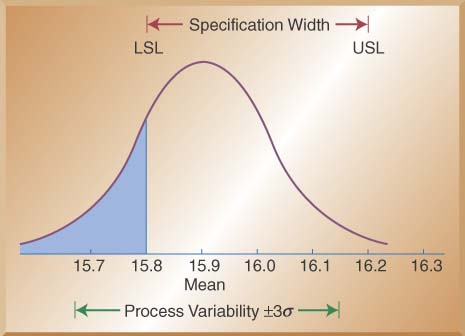 Specification Width
LSL USL
15.7 15.8 15.9 16.0 16.1 16.2 16.3
Mean
Process Variability ±3σ